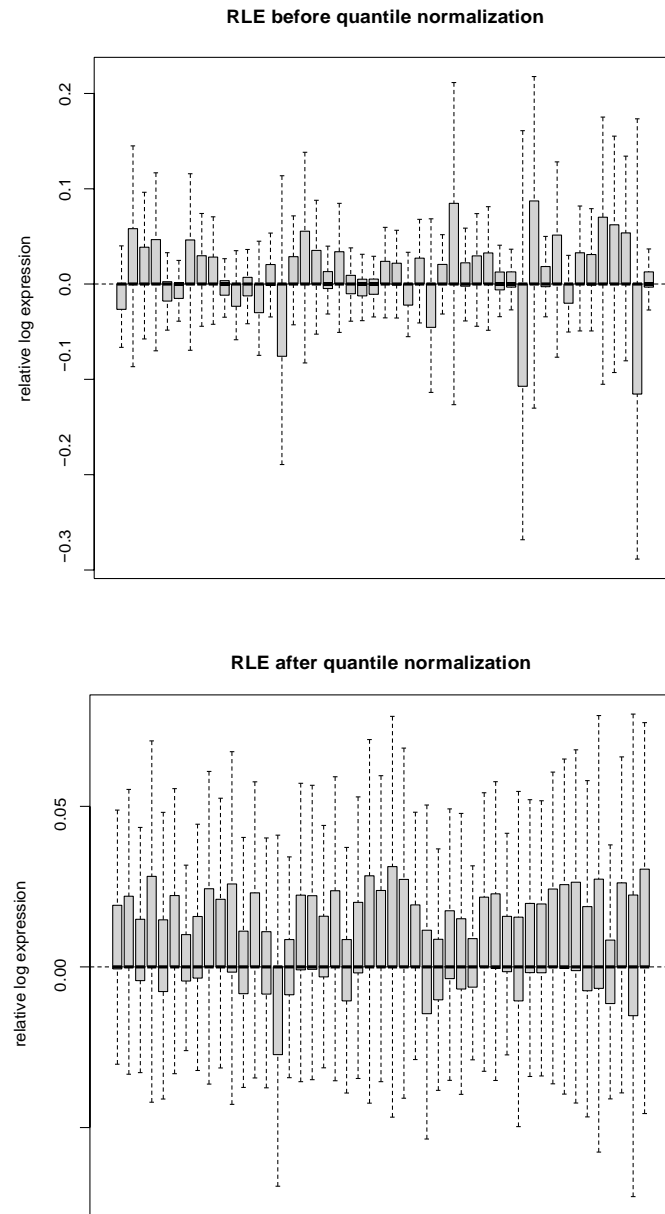 RLE before quantile normalization
0.2
0.1
0.0
−0.1
−0.2
−0.3
relative log expression
RLE after quantile normalization
0.05
0.00
relative log expression